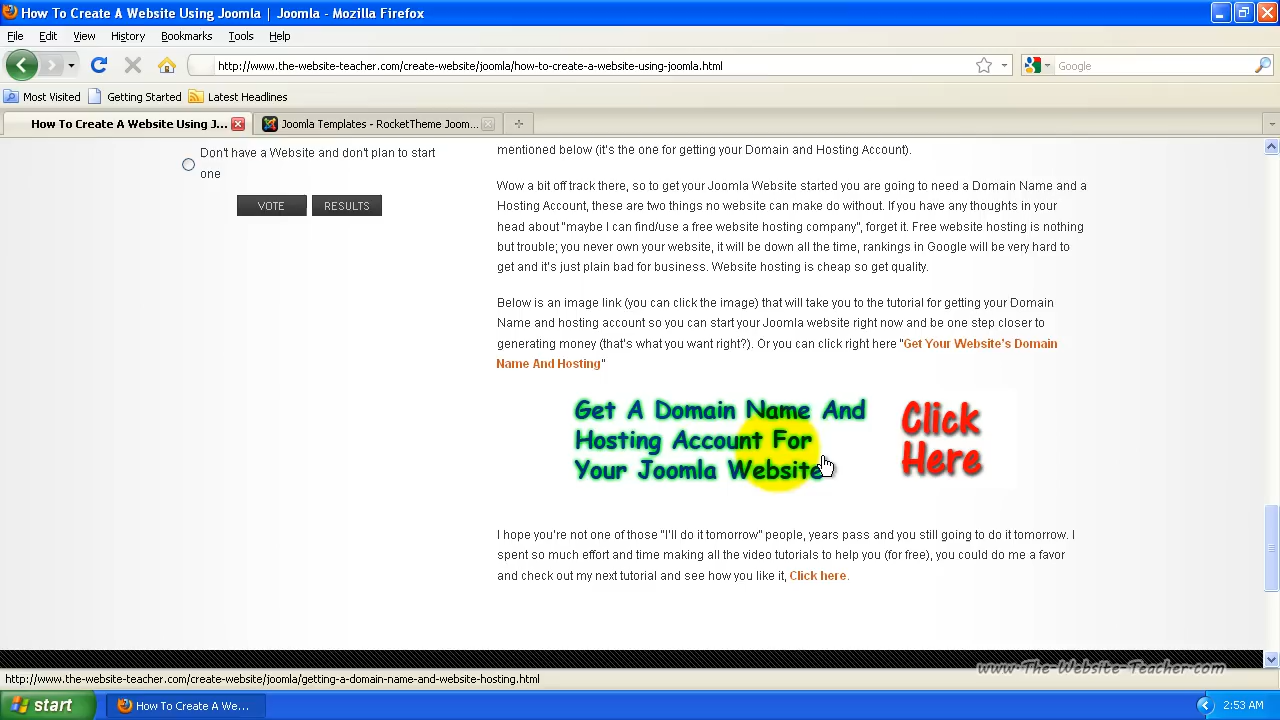 How To Create A Website Using Joomla | Joomla - Mozilla Firefox
File Edit View History Bookmarks Tools Help
http://www.the-website-teacher.com/create-website/joomla/how-to-create-a-website-using-joomla.html
Google
Most Visited Getting Started Latest Headlines
How To Create A Website Using J...
Joomla Templates - RocketTheme Joom...
Don't have a Website and don't plan to start
one
VOTE RESULTS
mentioned below (it's the one for getting your Domain and Hosting Account).
Wow a bit off track there, so to get your Joomla Website started you are going to need a Domain Name and a
Hosting Account, these are two things no website can make do without. If you have any thoughts in your
head about "maybe I can find/use a free website hosting company", forget it. Free website hosting is nothing
but trouble; you never own your website, it will be down all the time, rankings in Google will be very hard to
get and it's just plain bad for business. Website hosting is cheap so get quality.
Below is an image link (you can click the image) that will take you to the tutorial for getting your Domain
Name and hosting account so you can start your Joomla website right now and be one step closer to
generating money (that's what you want right?). Or you can click right here "Get Your Website's Domain
Name And Hosting"
Get A Domain Name And
Hosting Account For
Your Joomla Website
Click
Here
I hope you're not one of those "I'll do it tomorrow" people, years pass and you still going to do it tomorrow. I
spent so much effort and time making all the video tutorials to help you (for free), you could do me a favor
and check out my next tutorial and see how you like it, Click here.
www.The-Website-Teacher.com
http://www.the-website-teacher.com/create-website/joomla/getting-a-domain-name-and-website-hosting.html
start
How To Create A We...
2:53 AM